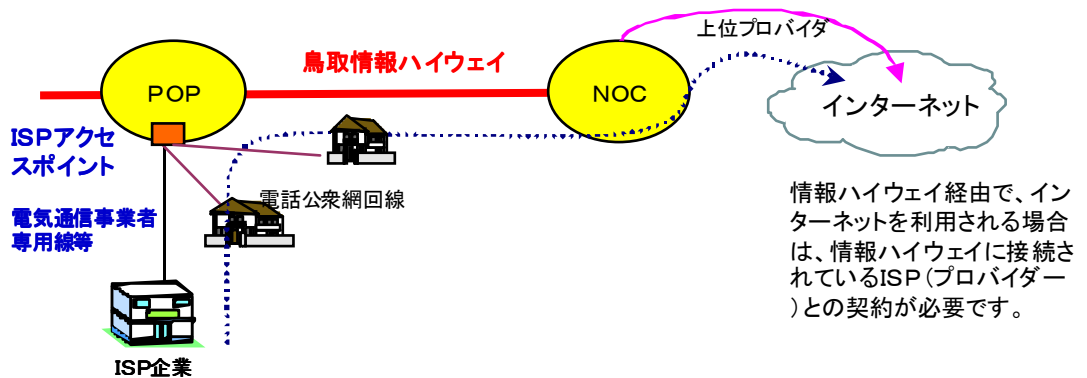 上位プロバイダ
鳥取情報ハイウェイ
POP
NOC
インターネット
ISPアクセ
スポイント
電話公衆網回線
電気通信事業者
専用線等
情報ハイウェイ経由で、イン
ターネットを利用される場合
は、情報ハイウェイに接続さ
れているISP(プロバイダー
)との契約が必要です。
ISP企業